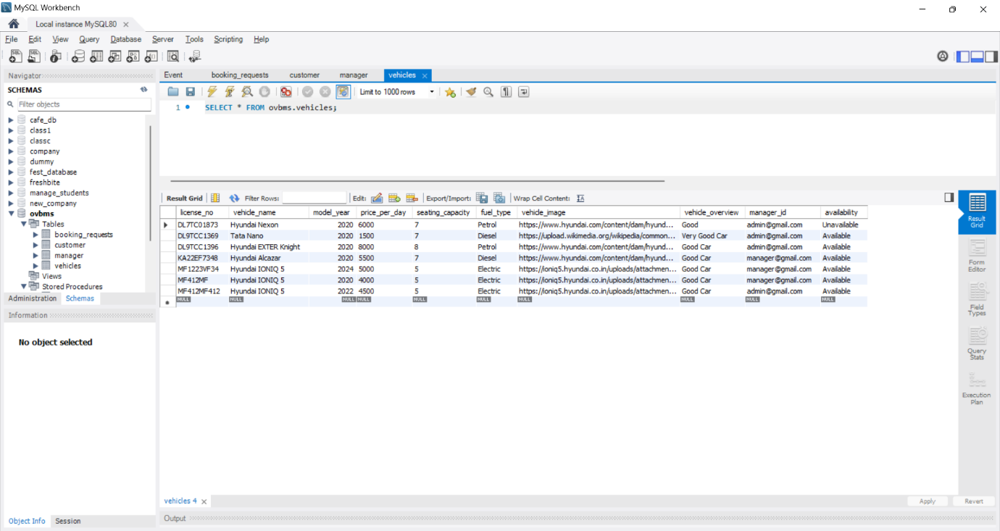 MySQL Workbench
Local instance MySQL80
File Edit View Query Database Server Tools Scripting Help
Navigator
SCHEMAS
Filter objects
cafe_db
class1
classc
company
dummy
fest_database
freshbite
manage_students
new_company
ovbms
Tables
booking_requests
customer
manager
vehicles
Views
Stored Procedures
Administration Schemas
Information
No object selected
Object Info Session
Event booking_requests customer manager vehicles
Limit to 1000 rows
1 SELECT * FROM ovbms.vehicles;
Result Grid Filter Rows: Edit: Export/Import: Wrap Cell Content:
license_no vehicle_name model_year price_per_day seating_capacity fuel_type vehicle_image vehicle_overview manager_id availability
DL7TC01873 Hyundai Nexon 2020 6000 7 Petrol https://www.hyundai.com/content/dam/hyund... Good admin@gmail.com Unavailable
DL9TCC1369 Tata Nano 2020 1500 7 Diesel https://upload.wikimedia.org/wikipedia/common... Very Good Car admin@gmail.com Available
DL9TCC1396 Hyundai EXTER Knight 2020 8000 8 Petrol https://www.hyundai.com/content/dam/hyund... Good Car admin@gmail.com Available
KA22EF7348 Hyundai Alcazar 2020 5500 7 Diesel https://www.hyundai.com/content/dam/hyund... Good Car manager@gmail.com Available
MF1223VF34 Hyundai IONIQ 5 2024 5000 5 Electric https://ioniq5.hyundai.co.in/uploads/attachmen... Good Car manager@gmail.com Available
MF412MF Hyundai IONIQ 5 2020 4000 5 Electric https://ioniq5.hyundai.co.in/uploads/attachmen... Good Car manager@gmail.com Available
MF412MF412 Hyundai IONIQ 5 2022 4500 5 Electric https://ioniq5.hyundai.co.in/uploads/attachmen... Good Car admin@gmail.com Available
NULL NULL NULL NULL NULL NULL NULL NULL NULL NULL
Result
Grid
Form
Editor
Field
Types
Query
Stats
Execution
Plan
vehicles 4
Apply Revert
Output